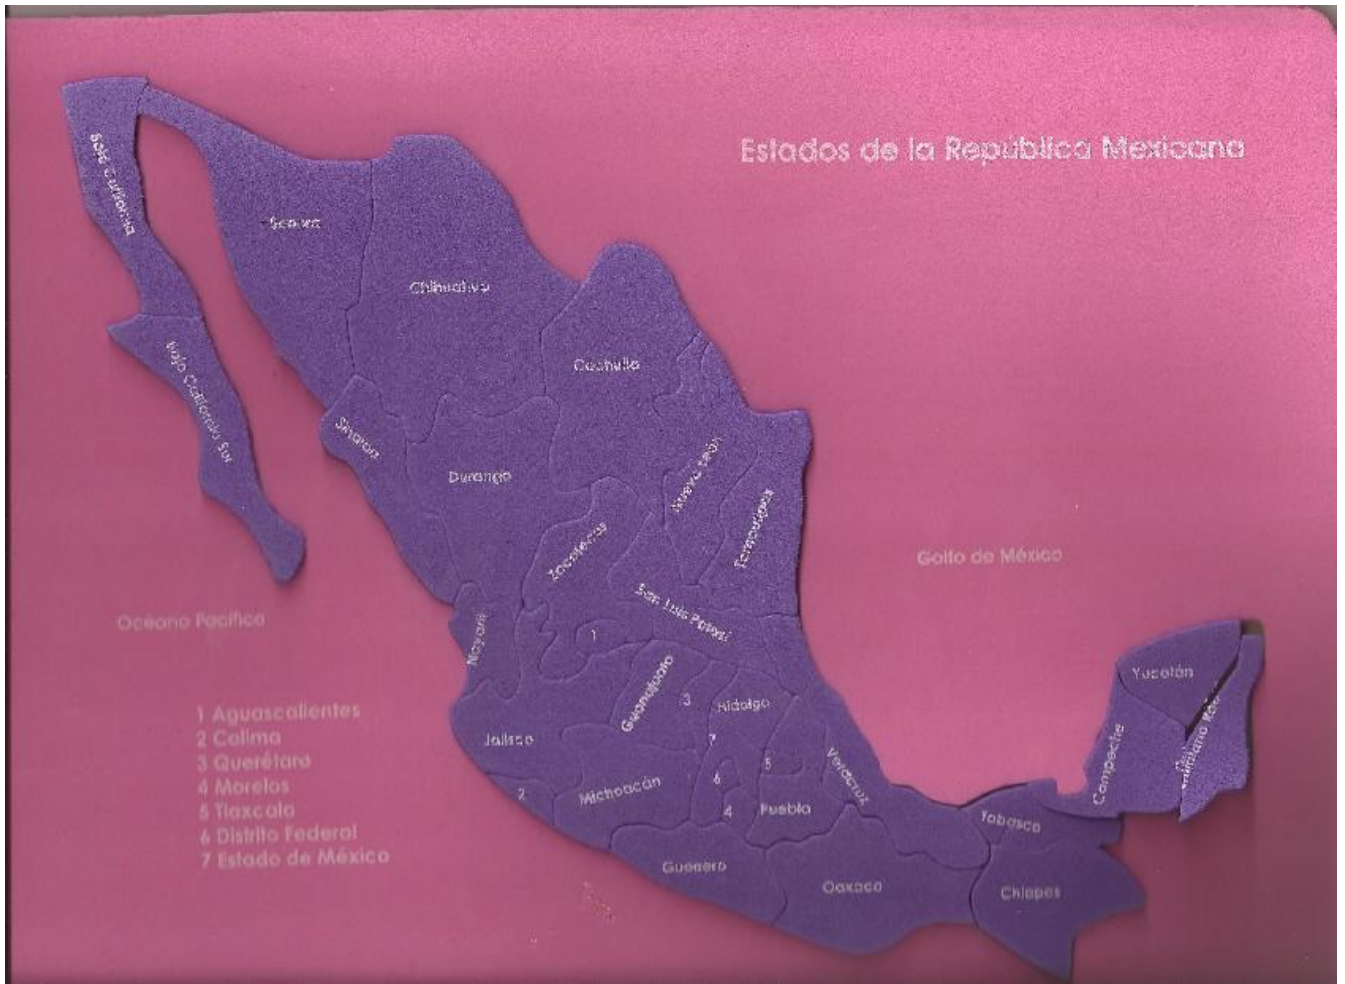 Estados de la República Mexicana
Baja California
Sonora
Chihuahua
Coahuila
Baja California Sur
Sinaloa
Durango
Nuevo León
Tamaulipas
Zacatecas
Golfo de México
San Luis Potosí
Océano Pacífico
Nayarit
1
Guanajuato
3
Hidalgo
Yucatán
Quintana Roo
Campeche
Jalisco
7
5
6
Veracruz
2
Michoacán
4
Puebla
Tabasco
Guerrero
Oaxaca
Chiapas
1 Aguascalientes
2 Colima
3 Querétaro
4 Morelos
5 Tlaxcala
6 Distrito Federal
7 Estado de México